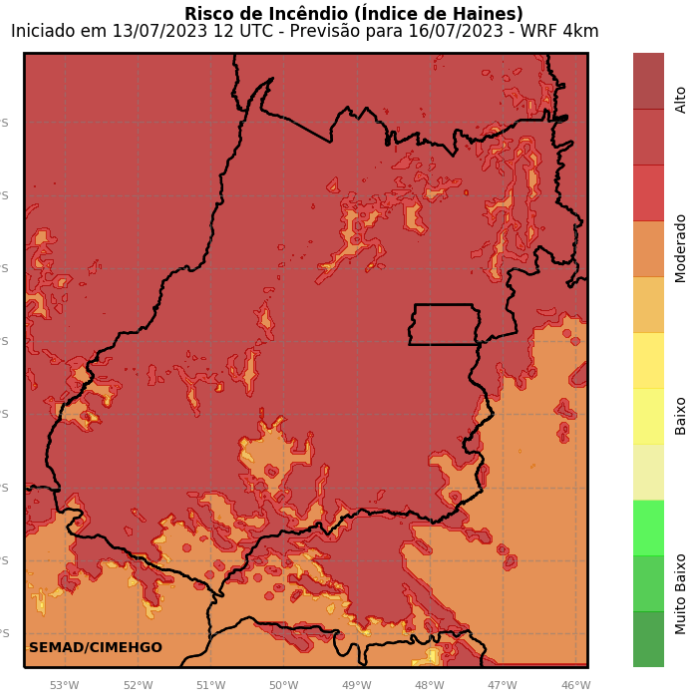 Risco de Incêndio (Índice de Haines)
Iniciado em 13/07/2023 12 UTC - Previsão para 16/07/2023 - WRF 4km
Alto
Moderado
Baixo
Muito Baixo
S
S
S
S
S
S
S
S
SEMAD/CIMEHGO
53°W 52°W 51°W 50°W 49°W 48°W 47°W 46°W